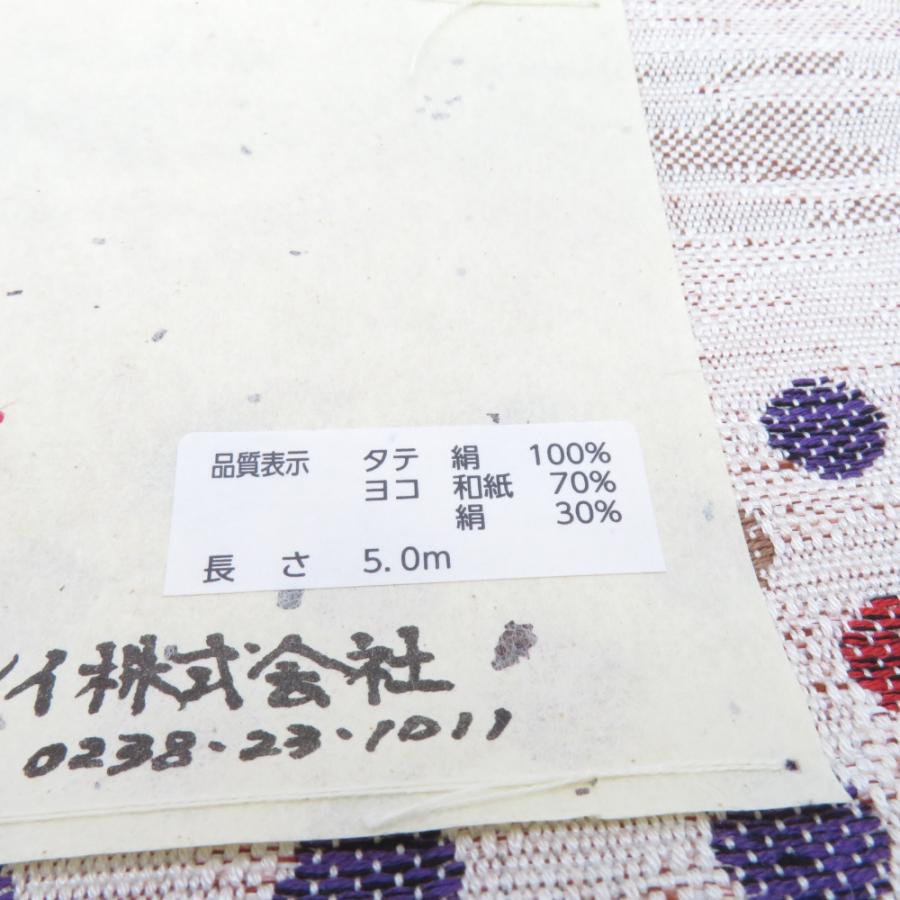 品質表示 タテ 絹 100%
ヨコ 和紙 70%
絹 30%
長さ 5.0m
イ株式会社
0238・23・1011